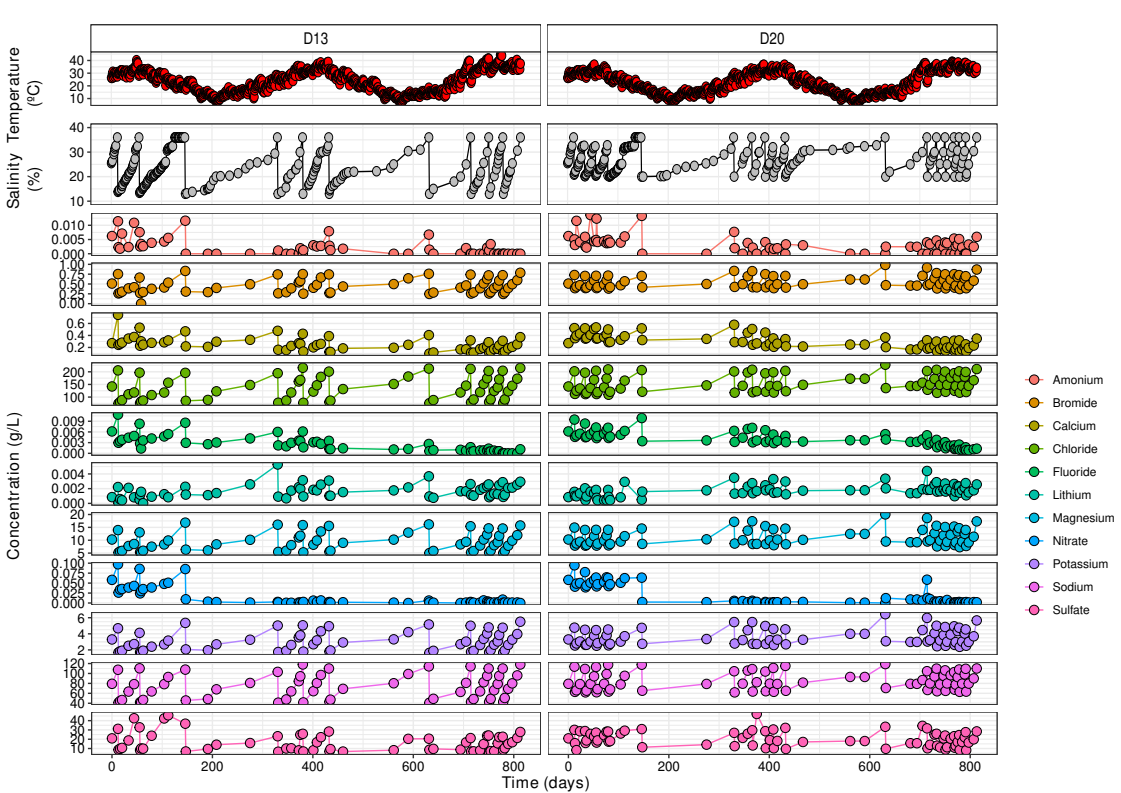 D13 D20
Temperature
(ºC)
40
30
20
10
Salinity
(%)
40
30
20
10
Concentration (g/L)
0.010
0.005
0.000
1.00
0.75
0.50
0.25
0.00
0.6
0.4
0.2
200
150
100
0.009
0.006
0.003
0.000
0.004
0.002
0.000
20
15
10
5
0.100
0.075
0.050
0.025
0.000
6
4
2
120
100
80
60
40
40
30
20
10
0 200 400 600 800 0 200 400 600 800
Time (days)
Amonium
Bromide
Calcium
Chloride
Fluoride
Lithium
Magnesium
Nitrate
Potassium
Sodium
Sulfate